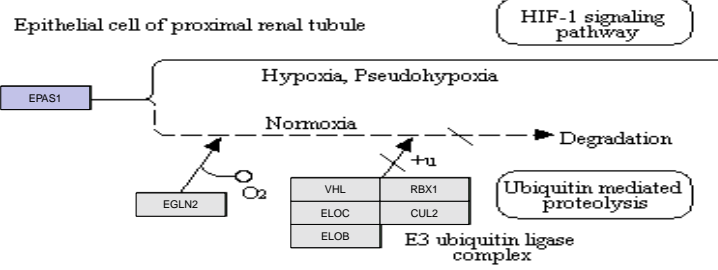 Epithelial cell of proximal renal tubule
HIF-1 signaling
pathway
Hypoxia, Pseudohypoxia
EPAS1
Normoxia
Degradation
+u
O2
EGLN2
VHL
RBX1
ELOC
CUL2
ELOB
Ubiquitin mediated
proteolysis
E3 ubiquitin ligase
complex